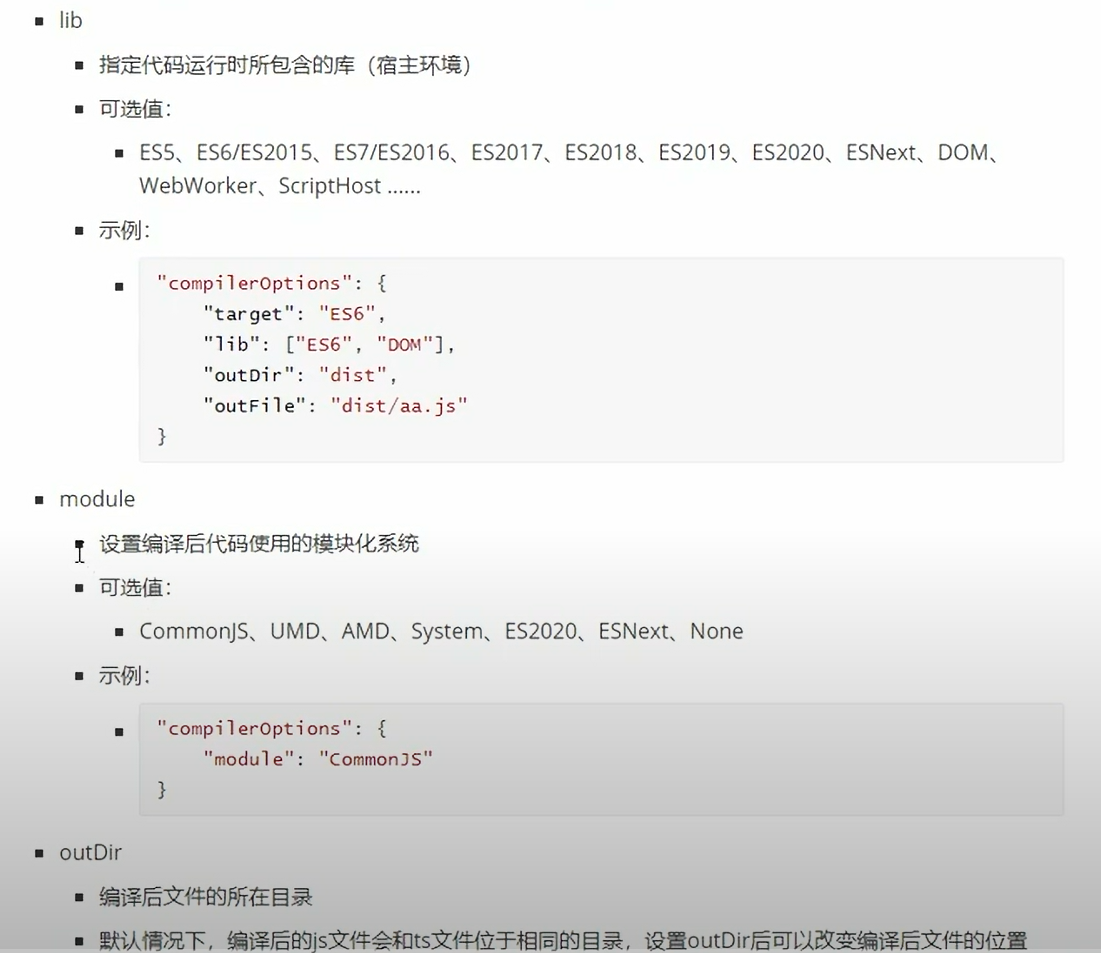 lib
指定代码运行时所包含的库（宿主环境）
可选值：
ES5、ES6/ES2015、ES7/ES2016、ES2017、ES2018、ES2019、ES2020、ESNext、DOM、
WebWorker、ScriptHost ......
示例：
"compilerOptions": {
    "target": "ES6",
    "lib": ["ES6", "DOM"],
    "outDir": "dist",
    "outFile": "dist/aa.js"
}
module
设置编译后代码使用的模块化系统
可选值：
CommonJS、UMD、AMD、System、ES2020、ESNext、None
示例：
"compilerOptions": {
    "module": "CommonJS"
}
outDir
编译后文件的所在目录
默认情况下，编译后的js文件会和ts文件位于相同的目录，设置outDir后可以改变编译后文件的位置